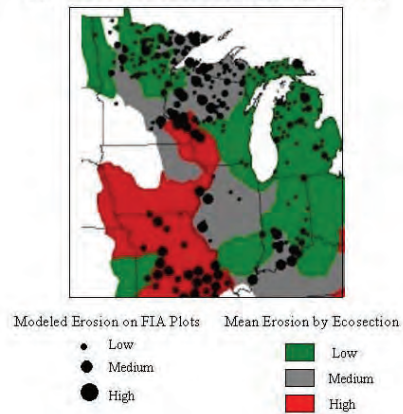 Modeled Erosion on FIA Plots
Low
Medium
High
Mean Erosion by Ecosection
Low
Medium
High